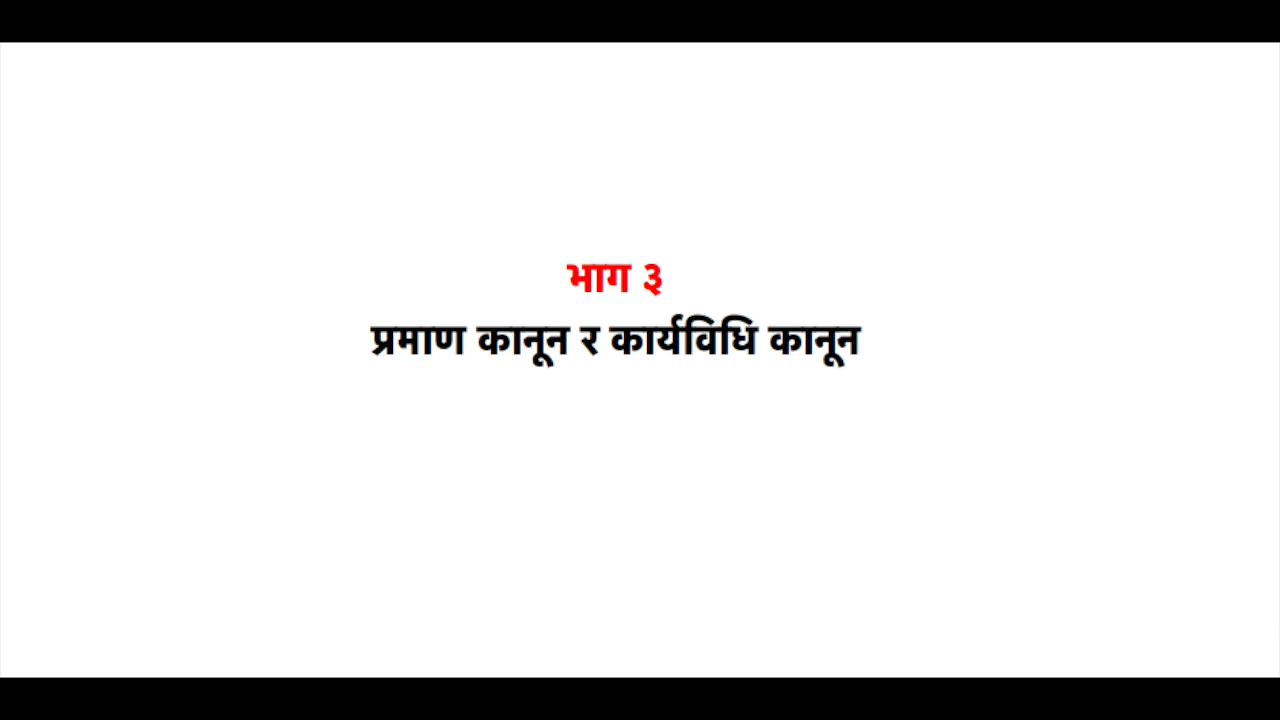 भाग ३
प्रमाण कानून र कार्यविधि कानून